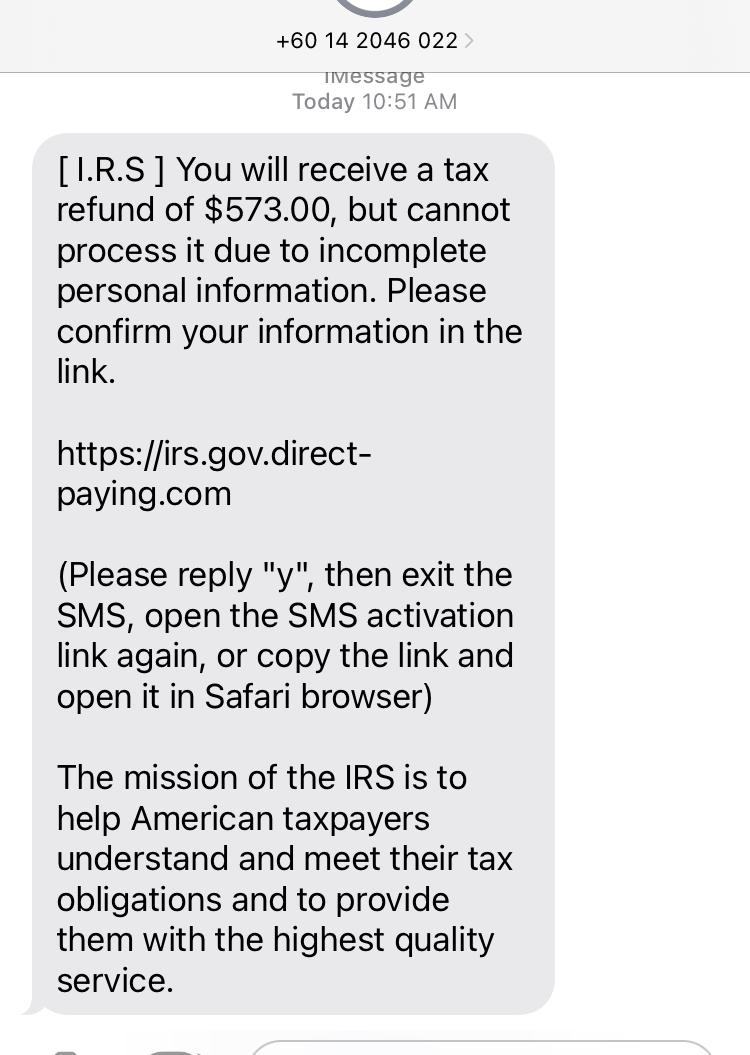 +60 14 2046 022
iMessage
Today 10:51 AM
[ I.R.S ] You will receive a tax
refund of $573.00, but cannot
process it due to incomplete
personal information. Please
confirm your information in the
link.
https://irs.gov.direct-
paying.com
(Please reply "y", then exit the
SMS, open the SMS activation
link again, or copy the link and
open it in Safari browser)
The mission of the IRS is to
help American taxpayers
understand and meet their tax
obligations and to provide
them with the highest quality
service.